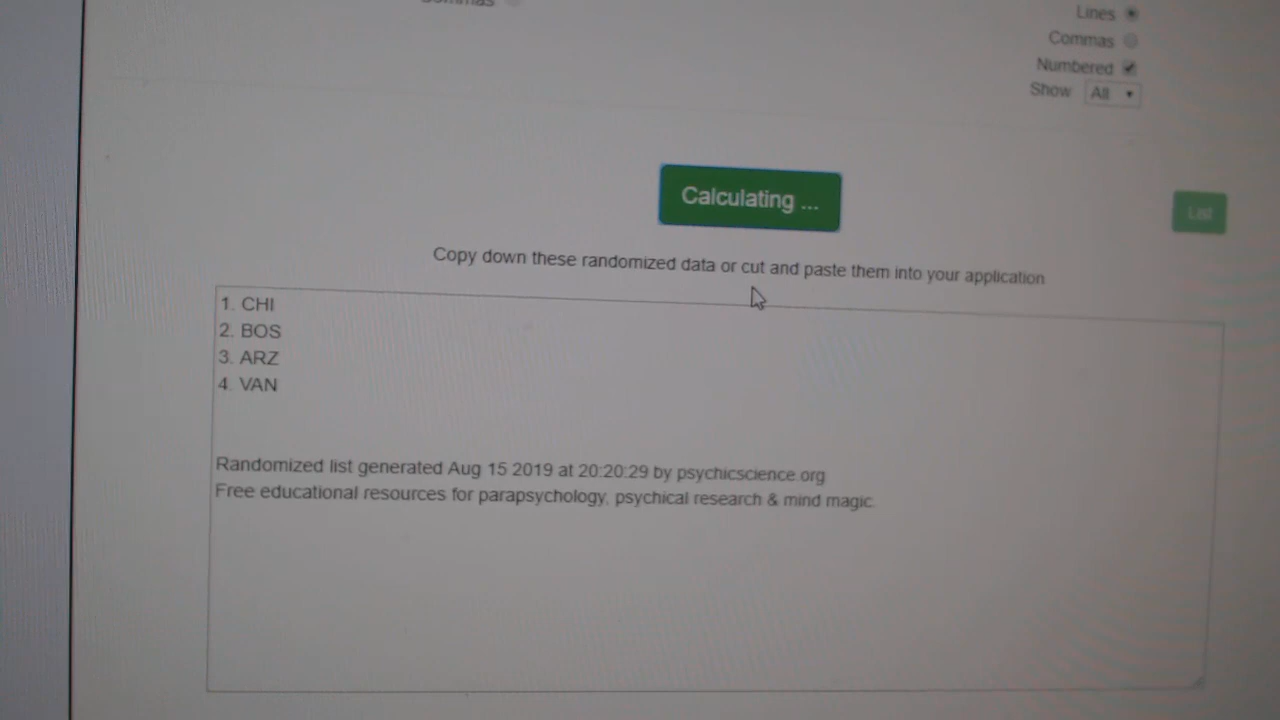 Commas
Lines
Commas
Numbered
Show All
Calculating ...
List
Copy down these randomized data or cut and paste them into your application
1. CHI
2. BOS
3. ARZ
4. VAN
Randomized list generated Aug 15 2019 at 20:20:29 by psychicscience.org
Free educational resources for parapsychology, psychical research & mind magic.